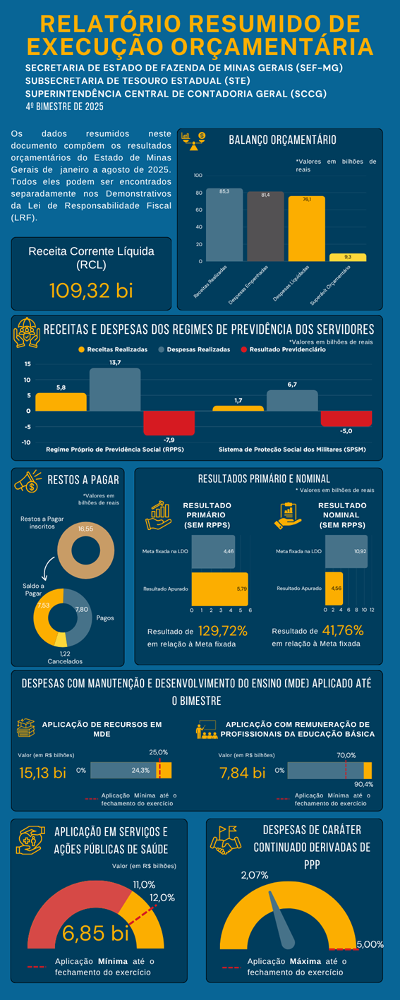 RELATÓRIO RESUMIDO DE
EXECUÇÃO ORÇAMENTÁRIA
SECRETARIA DE ESTADO DE FAZENDA DE MINAS GERAIS (SEF-MG)
SUBSECRETARIA DE TESOURO ESTADUAL (STE)
SUPERINTENDÊNCIA CENTRAL DE CONTADORIA GERAL (SCCG)
4º BIMESTRE DE 2025
Os dados resumidos neste
documento compõem os resultados
orçamentários do Estado de Minas
Gerais de janeiro a agosto de 2025.
Todos eles podem ser encontrados
separadamente nos Demonstrativos
da Lei de Responsabilidade Fiscal
(LRF).
Receita Corrente Líquida
(RCL)
109,32 bi
BALANÇO ORÇAMENTÁRIO
*Valores em bilhões de
reais
100
80
60
40
20
0
85,3
81,4
76,1
9,3
Receitas Realizadas
Despesas Empenhadas
Despesas Liquidadas
Superávit Orçamentário
RECEITAS E DESPESAS DOS REGIMES DE PREVIDÊNCIA DOS SERVIDORES
*Valores em bilhões de reais
Receitas Realizadas
Despesas Realizadas
Resultado Previdenciário
15
10
5
0
-5
-10
5,8
13,7
-7,9
1,7
6,7
-5,0
Regime Próprio de Previdência Social (RPPS)
Sistema de Proteção Social dos Militares (SPSM)
RESTOS A PAGAR
*Valores em
bilhões de reais
Restos a Pagar
inscritos
16,55
Saldo a
Pagar
7,53
7,80
Pagos
1,22
Cancelados
RESULTADOS PRIMÁRIO E NOMINAL
* Valores em bilhões de reais
RESULTADO
PRIMÁRIO
(SEM RPPS)
Meta fixada na LDO
4,46
Resultado Apurado
5,79
0 1 2 3 4 5 6
Resultado de 129,72%
em relação à Meta fixada
RESULTADO
NOMINAL
(SEM RPPS)
Meta fixada na LDO
10,92
Resultado Apurado
4,56
0 2 4 6 8 10 12
Resultado de 41,76%
em relação à Meta fixada
DESPESAS COM MANUTENÇÃO E DESENVOLVIMENTO DO ENSINO (MDE) APLICADO ATÉ
O BIMESTRE
APLICAÇÃO DE RECURSOS EM
MDE
Valor (em R$ bilhões)
15,13 bi
0%
24,3%
25,0%
Aplicação Mínima até o
fechamento do exercício
APLICAÇÃO COM REMUNERAÇÃO DE
PROFISSIONAIS DA EDUCAÇÃO BÁSICA
Valor (em R$ bilhões)
7,84 bi
0%
70,0%
90,4%
Aplicação Mínima até o
fechamento do exercício
APLICAÇÃO EM SERVIÇOS E
AÇÕES PÚBLICAS DE SAÚDE
Valor (em R$ bilhões)
11,0%
12,0%
6,85 bi
Aplicação Mínima até o
fechamento do exercício
DESPESAS DE CARÁTER
CONTINUADO DERIVADAS DE
PPP
2,07%
5,00%
Aplicação Máxima até o
fechamento do exercício